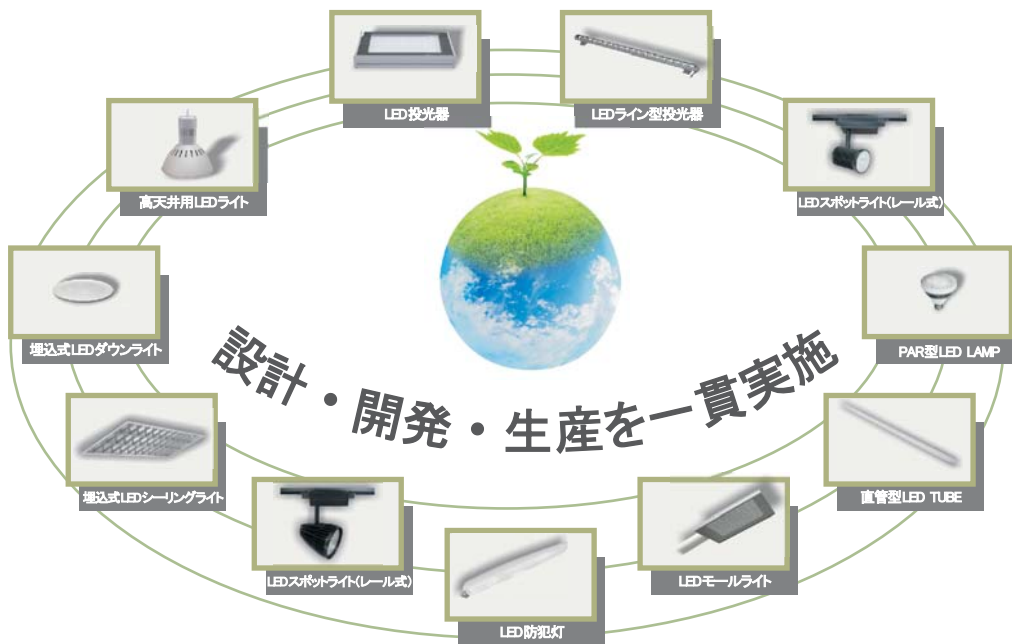 LED投光器
LEDライン型投光器
高天井用LEDライト
LEDスポットライト(レール式)
埋込式LEDダウンライト
PAR型LED LAMP
設計・開発・生産を一貫実施
埋込式LEDシーリングライト
直管型LED TUBE
LEDスポットライト(レール式)
LEDモールライト
LED防犯灯